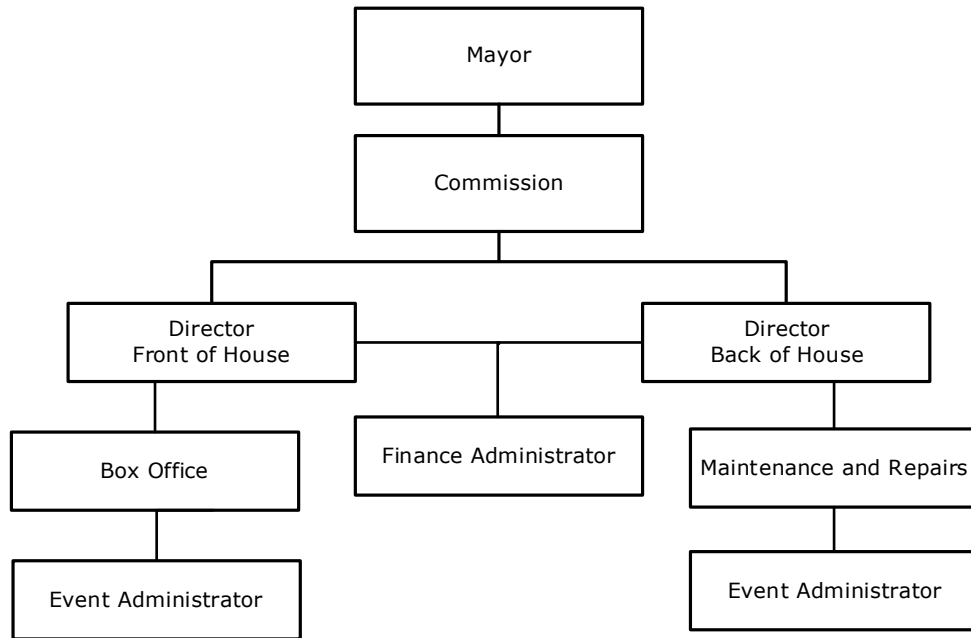 Mayor
Commission
Director
Front of House
Director
Back of House
Box Office
Finance Administrator
Maintenance and Repairs
Event Administrator
Event Administrator